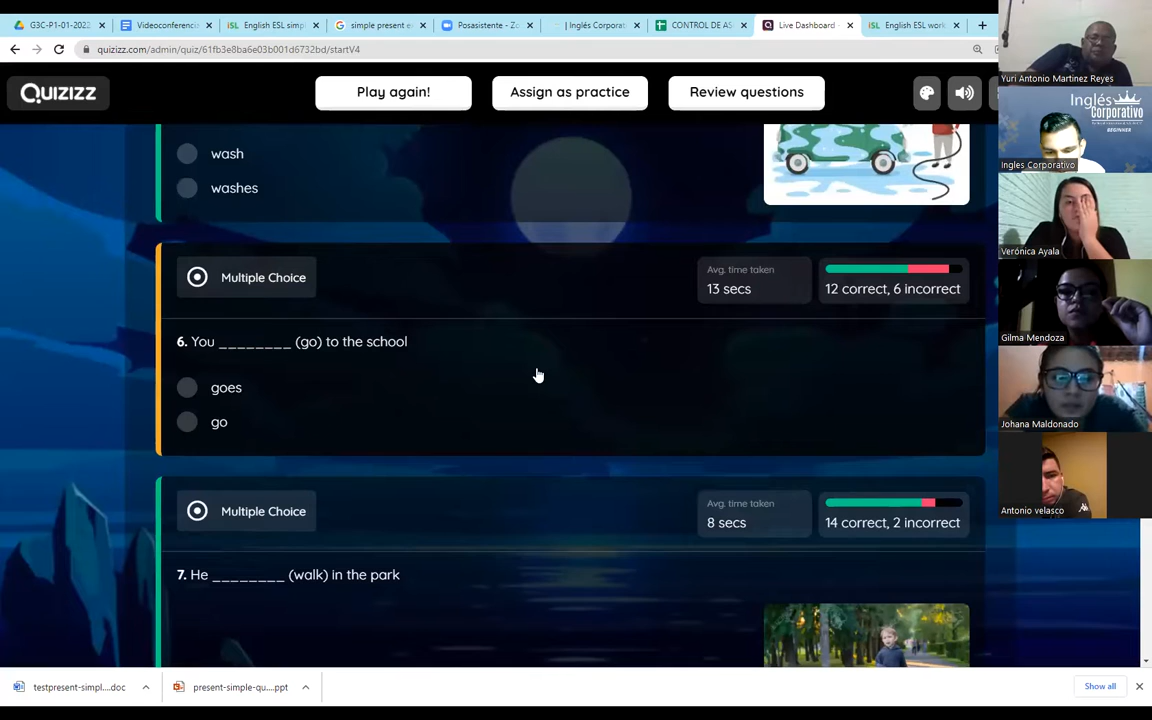 G3C-P1-01-2022
Videoconferenci
English ESL simp
simple present e
Posasistente - Zo
| Inglés Corporat
CONTROL DE AS
Live Dashboard -
English ESL work
quizizz.com/admin/quiz/61fb3e8ba6e03b001d6732bd/startV4
Quizizz
Play again!
Assign as practice
Review questions
wash
washes
Multiple Choice
Avg. time taken
13 secs
12 correct, 6 incorrect
6. You ________ (go) to the school
goes
go
Multiple Choice
Avg. time taken
8 secs
14 correct, 2 incorrect
7. He ________ (walk) in the park
Yuri Antonio Martinez Reyes
Inglés
Corporativo
BEGINNER
Ingles Corporativo
Verónica Ayala
Gilma Mendoza
Johana Maldonado
Antonio velasco
testpresent-simpl....doc
present-simple-qu....ppt
Show all